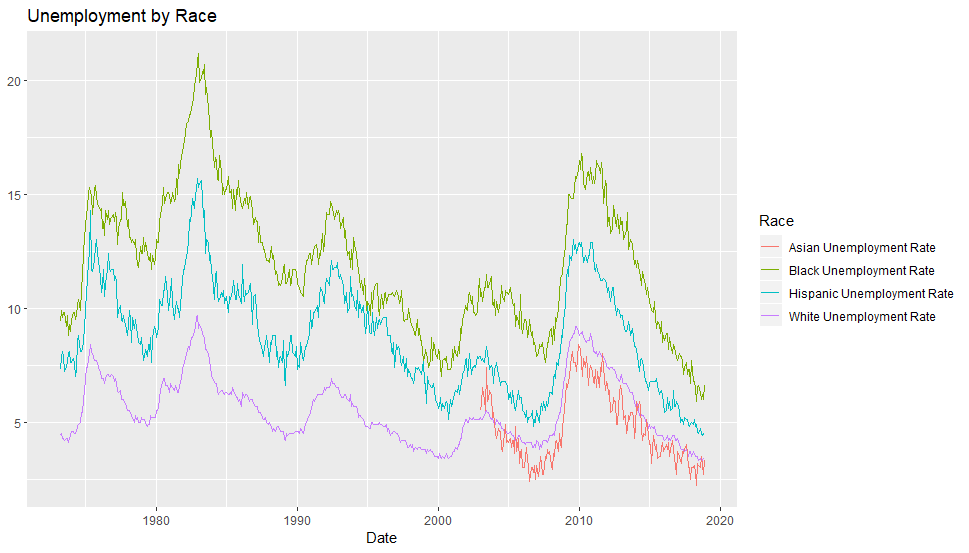 Unemployment by Race
20
15
10
5
1980
1990
2000
2010
2020
Date
Race
Asian Unemployment Rate
Black Unemployment Rate
Hispanic Unemployment Rate
White Unemployment Rate